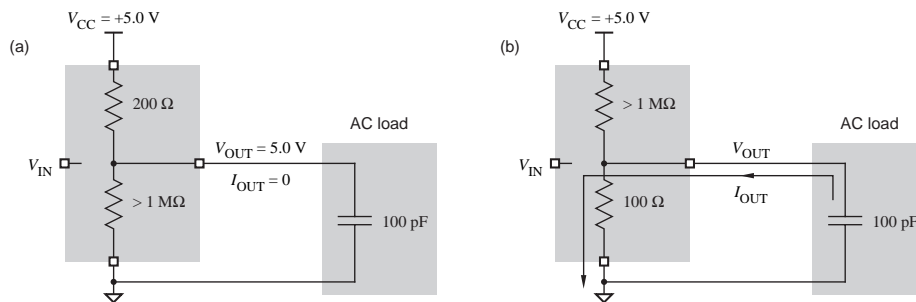 (a)
VCC = +5.0 V
200 Ω
VIN
VOUT = 5.0 V
IOUT = 0
> 1 MΩ
AC load
100 pF
(b)
VCC = +5.0 V
> 1 MΩ
VIN
VOUT
IOUT
100 Ω
AC load
100 pF